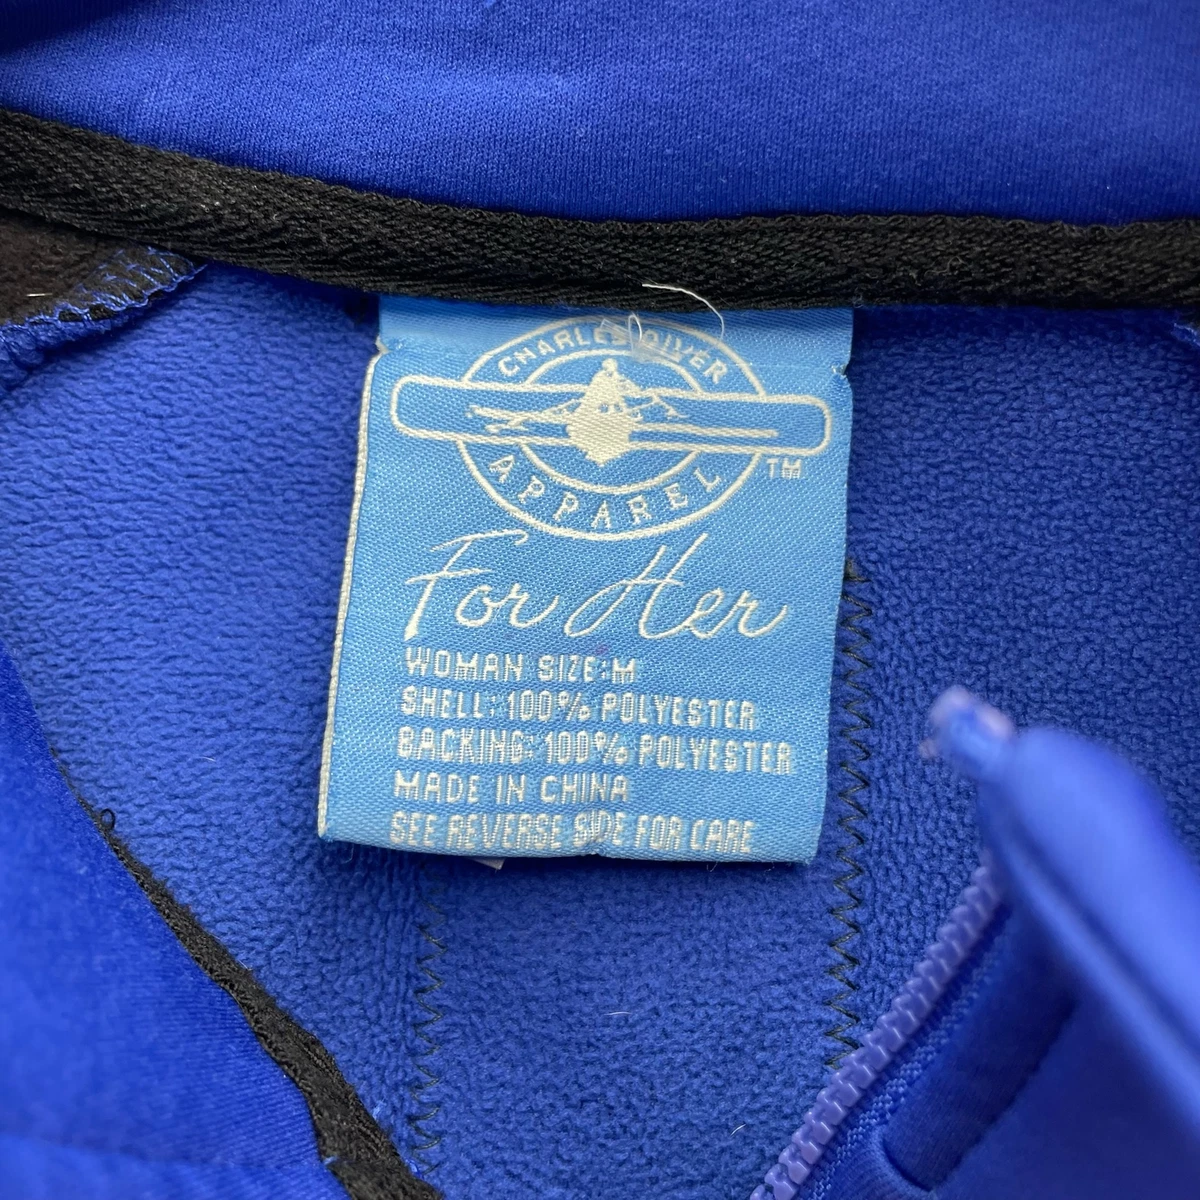 CHARLES RIVER
APPAREL
TM
For Her
WOMAN SIZE:M
SHELL: 100% POLYESTER
BACKING: 100% POLYESTER
MADE IN CHINA
SEE REVERSE SIDE FOR CARE